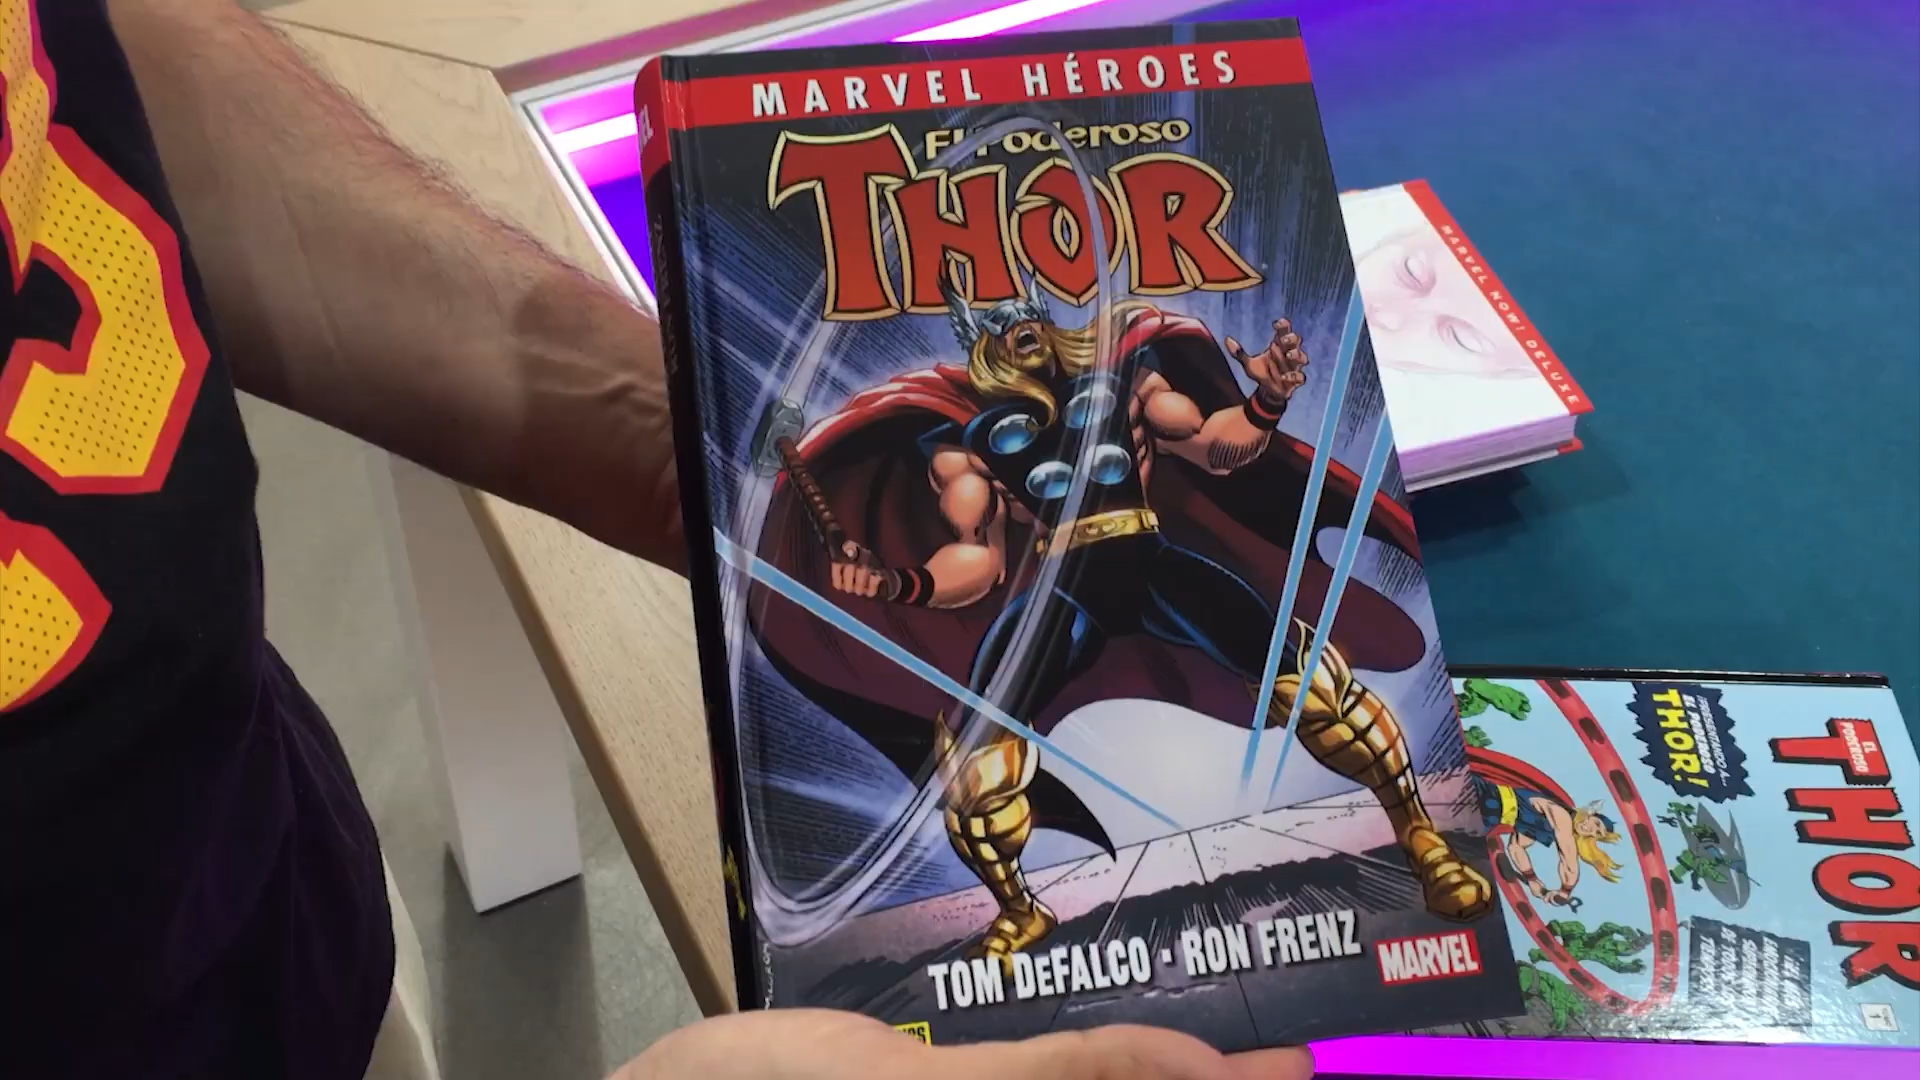 MARVEL HÉROES
El Poderoso
THOR
TOM DeFALCO · RON FRENZ
MARVEL
MARVEL NOW! DELUXE
EL PODEROSO
THOR
¡PRESENTANDO A...
EL PODEROSO
THOR!
1